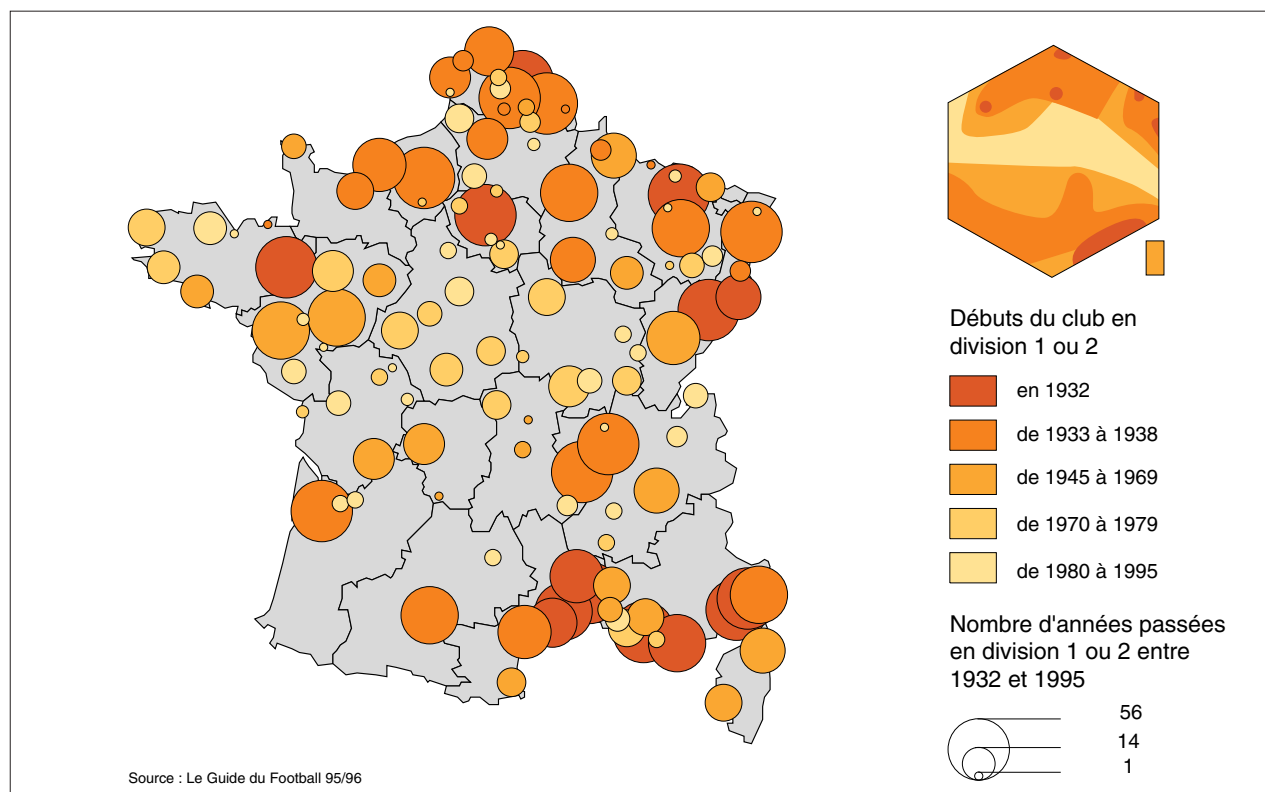 Débuts du club en
division 1 ou 2
en 1932
de 1933 à 1938
de 1945 à 1969
de 1970 à 1979
de 1980 à 1995
Nombre d'années passées
en division 1 ou 2 entre
1932 et 1995
56
14
1
Source : Le Guide du Football 95/96